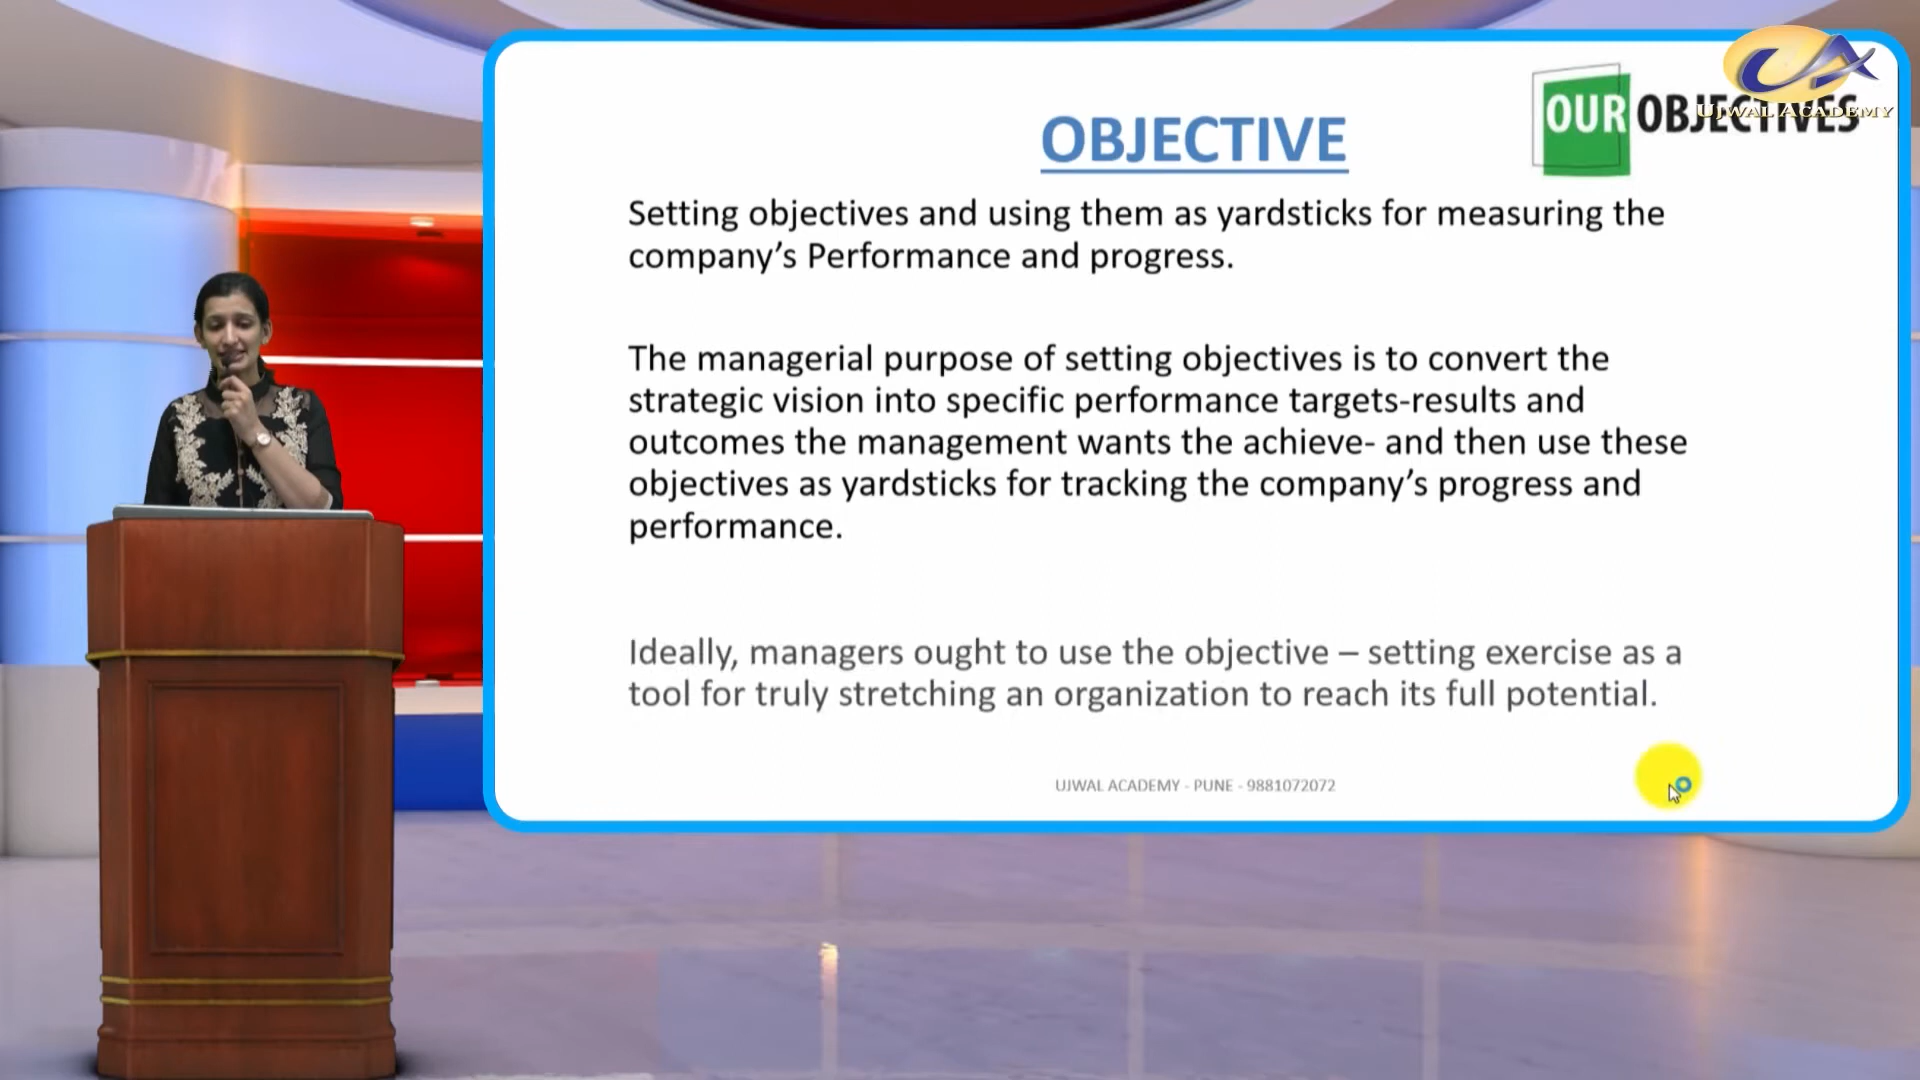 OUR OBJECTIVES
UJWAL ACADEMY
OBJECTIVE
Setting objectives and using them as yardsticks for measuring the
company’s Performance and progress.
The managerial purpose of setting objectives is to convert the
strategic vision into specific performance targets-results and
outcomes the management wants the achieve- and then use these
objectives as yardsticks for tracking the company’s progress and
performance.
Ideally, managers ought to use the objective – setting exercise as a
tool for truly stretching an organization to reach its full potential.
UJWAL ACADEMY - PUNE - 9881072072